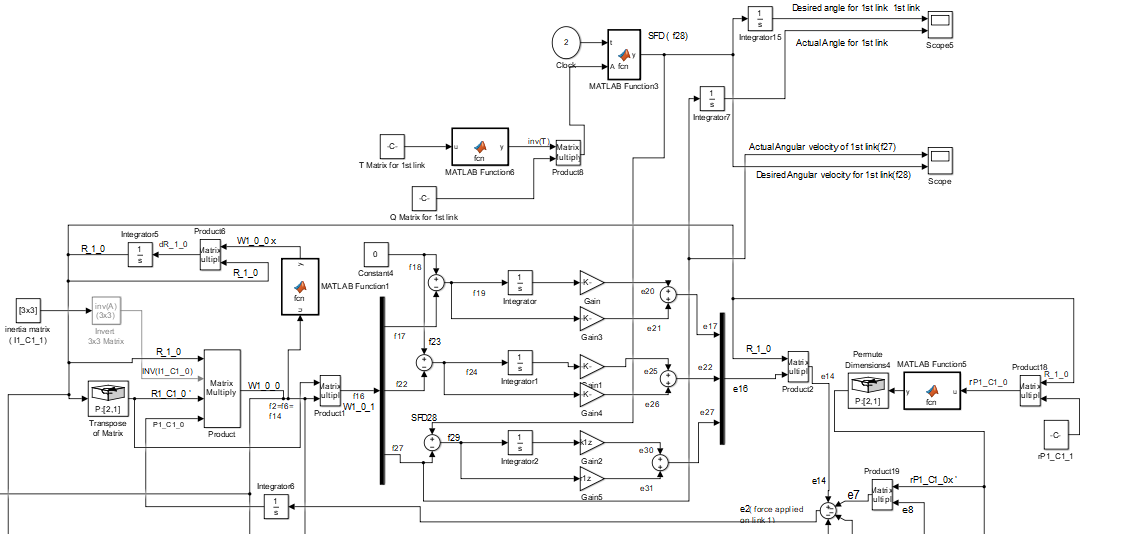 Desired angle for 1st link  1st link
1
s
Integrator15
Scope5
Actual Angle for 1st link
SFD ( f28)
2
Clock
t
A
y
fcn
MATLAB Function3
1
s
Integrator7
-C-
T Matrix for 1st link
u
y
fcn
MATLAB Function6
inv(T)
Matrix
Multiply
Product8
-C-
Q Matrix for 1st link
Actual Angular velocity of 1st link(f27)
Desired Angular velocity for 1st link(f28)
Scope
R_1_0
Integrator5
1
s
dR_1_0
Product6
Matrix
Multiply
W1_0_0 x
R_1_0
y
fcn
u
MATLAB Function1
0
Constant4
f18
f19
f17
f23
f22
f24
1
s
Integrator
-K-
Gain
-K-
Gain3
e20
e21
1
s
Integrator1
-K-
Gain1
-K-
Gain4
e25
e26
e17
e22
e16
e27
[3x3]
inertia matrix
( I1_C1_1)
inv(A)
(3x3)
Invert
3x3 Matrix
R_1_0
INV(I1_C1_0)
R1_C1_0 '
P1_C1_0
P:[2,1]
Transpose
of Matrix
Matrix
Multiply
Product
W1_0_0
f2=f6=
f14
Matrix
Multiply
Product1
f16
W1_0_1
SFD28
f29
f27
1
s
Integrator2
k1z
Gain2
r1z
Gain5
e30
e31
R_1_0
Matrix
Multiply
Product2
e14
Permute
Dimensions4
P:[2,1]
MATLAB Function5
y
u
fcn
rP1_C1_0
Product18
Matrix
Multiply
R_1_0
-C-
rP1_C1_1
Integrator6
1
s
e2( force applied
on link 1)
e14
e7
Product19
Matrix
Multiply
rP1_C1_0x '
e8